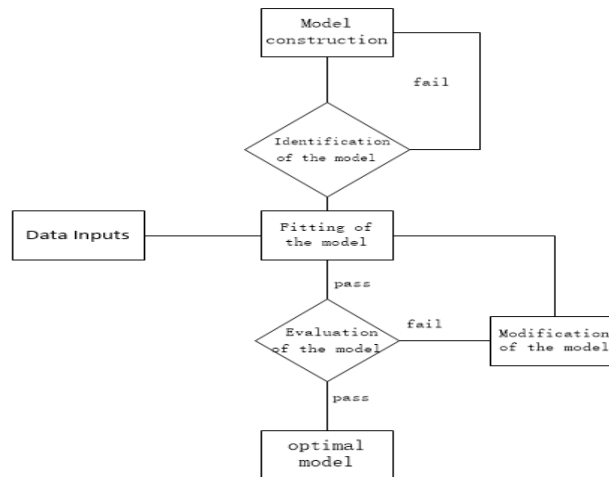 Model
construction
fail
Identification
of the model
Data Inputs
Fitting of
the model
pass
Evaluation
of the model
fail
Modification
of the model
pass
optimal
model